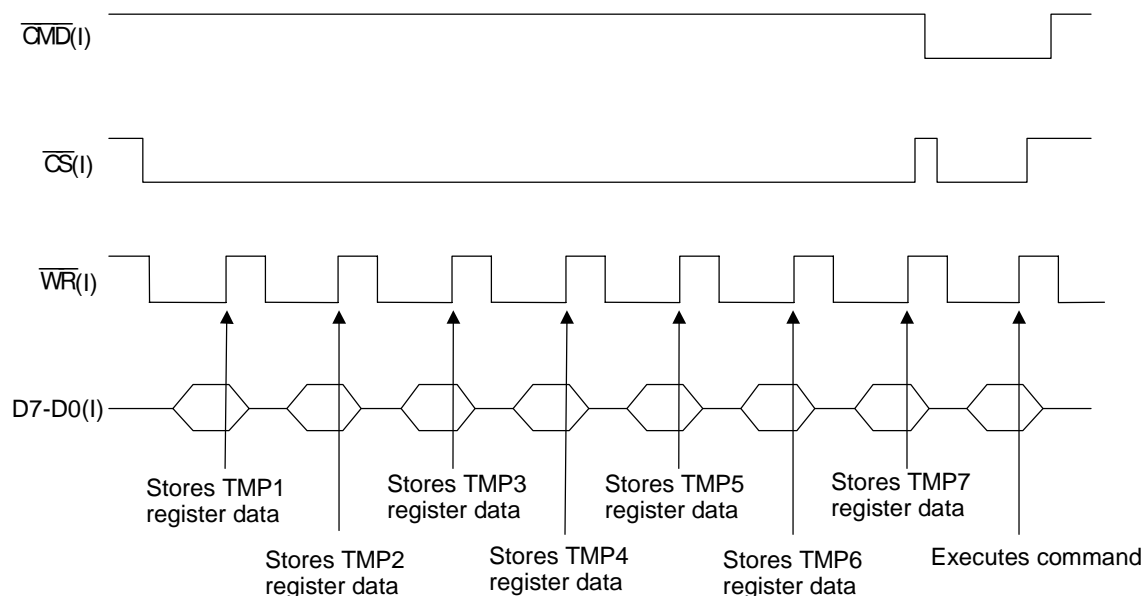 CMD(I)
CS(I)
WR(I)
D7-D0(I)
Stores TMP1
register data
Stores TMP3
register data
Stores TMP5
register data
Stores TMP7
register data
Stores TMP2
register data
Stores TMP4
register data
Stores TMP6
register data
Executes command